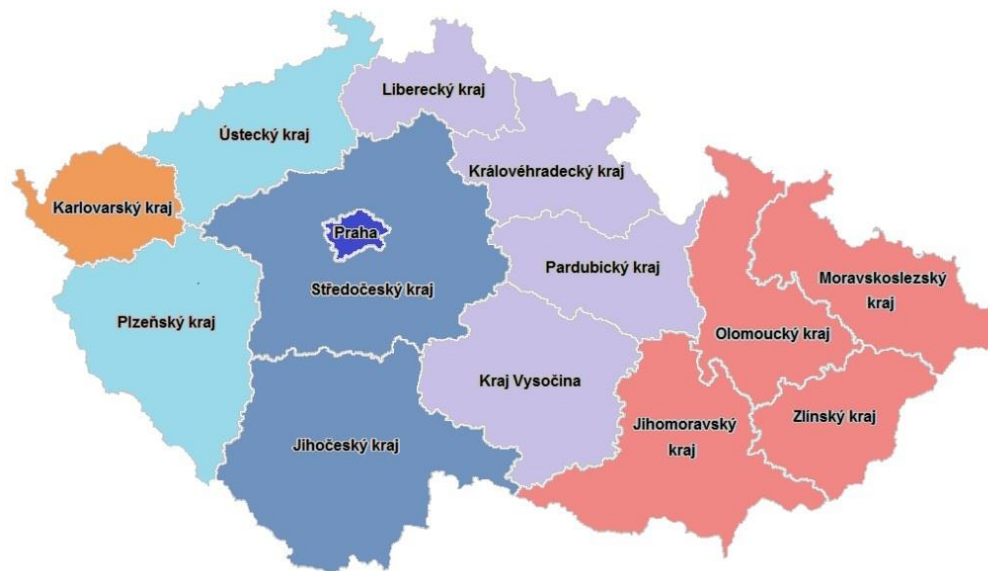 Liberecký kraj
Ústecký kraj
Královéhradecký kraj
Karlovarský kraj
Praha
Pardubický kraj
Moravskoslezský
kraj
Středočeský kraj
Plzeňský kraj
Olomoucký kraj
Kraj Vysočina
Zlínský kraj
Jihomoravský
kraj
Jihočeský kraj